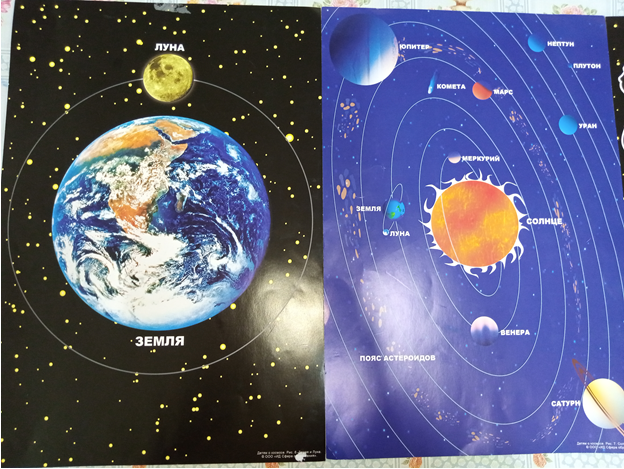 ЛУНА
ЗЕМЛЯ
ЮПИТЕР
НЕПТУН
ПЛУТОН
КОМЕТА
МАРС
УРАН
МЕРКУРИЙ
ЗЕМЛЯ
СОЛНЦЕ
ЛУНА
ВЕНЕРА
ПОЯС АСТЕРОИДОВ
САТУРН